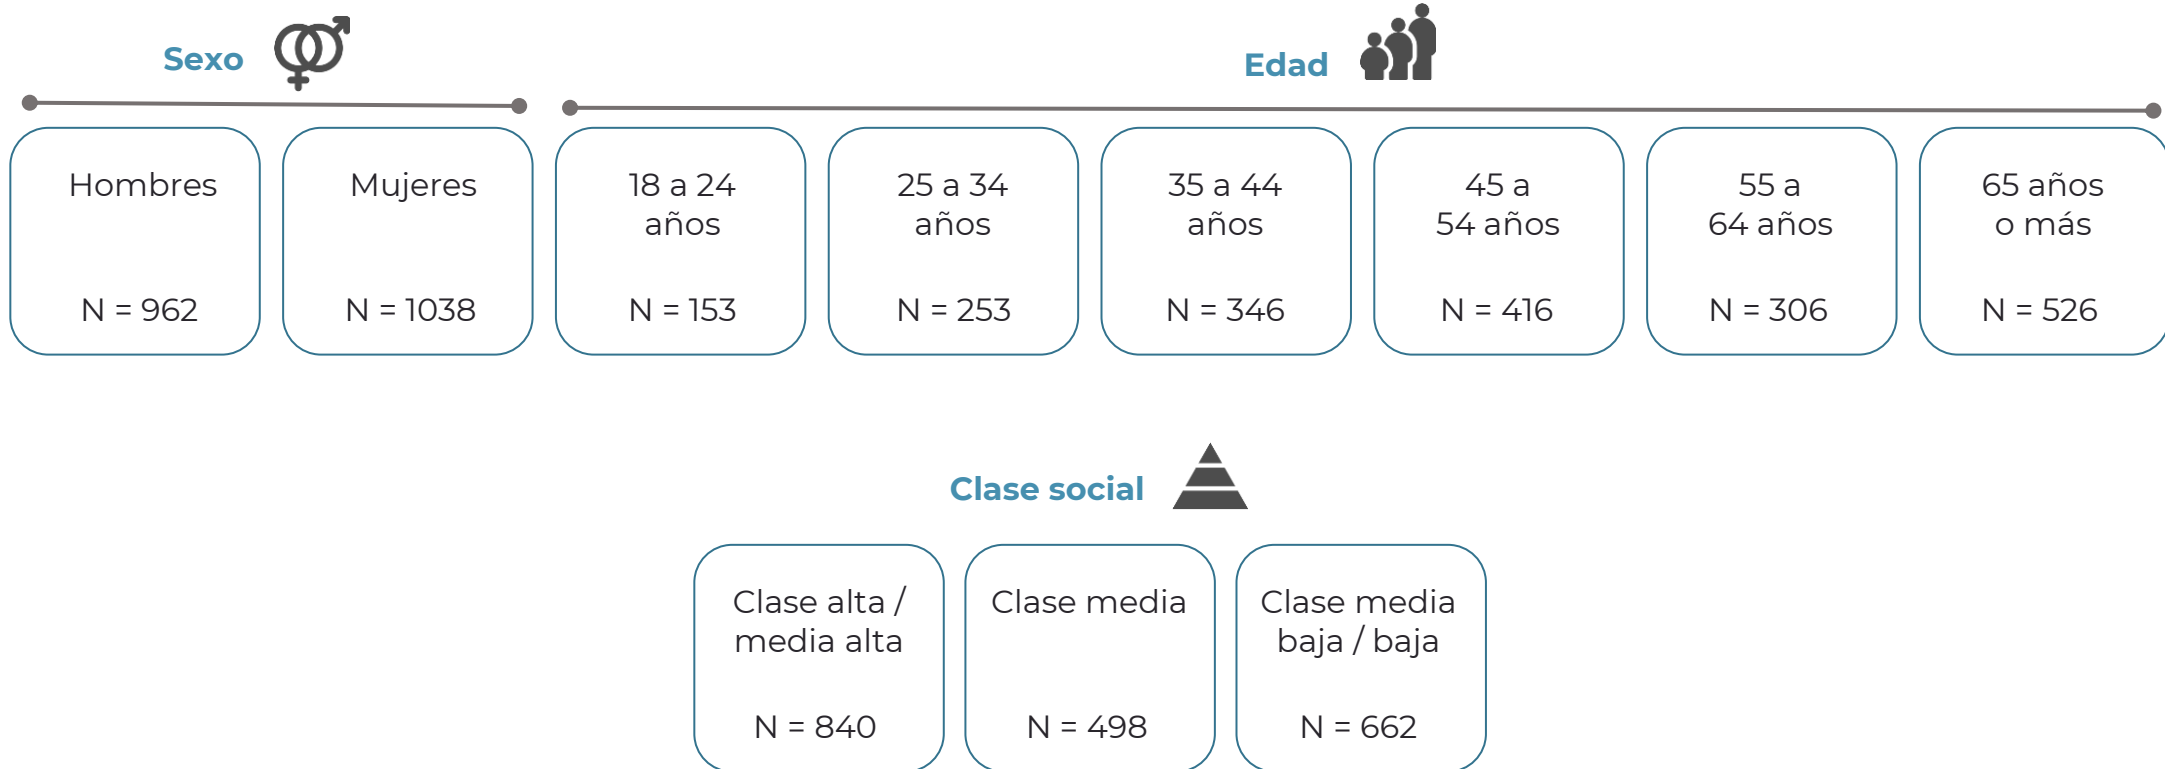 Sexo
Edad
Hombres
N = 962
Mujeres
N = 1038
18 a 24
años
N = 153
25 a 34
años
N = 253
35 a 44
años
N = 346
45 a
54 años
N = 416
55 a
64 años
N = 306
65 años
o más
N = 526
Clase social
Clase alta /
media alta
N = 840
Clase media
N = 498
Clase media
baja / baja
N = 662